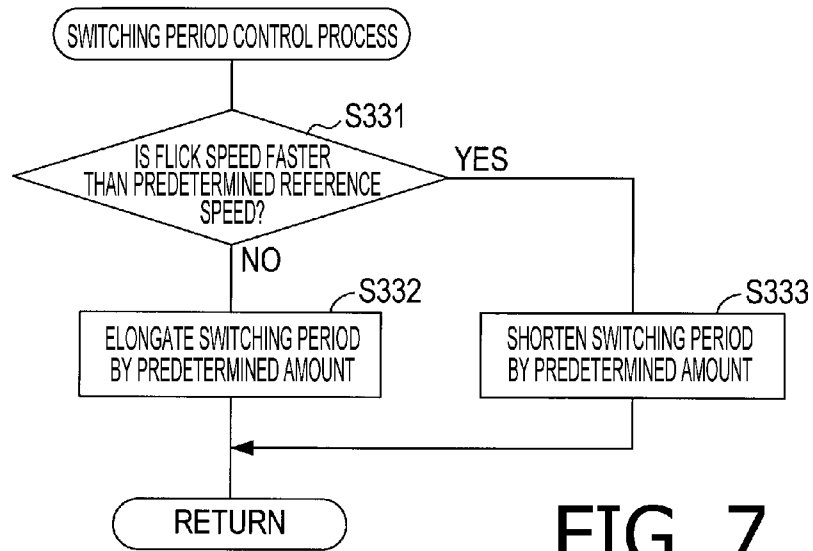 SWITCHING PERIOD CONTROL PROCESS
S331
IS FLICK SPEED FASTER
THAN PREDETERMINED REFERENCE
SPEED?
YES
NO
S332
ELONGATE SWITCHING PERIOD
BY PREDETERMINED AMOUNT
S333
SHORTEN SWITCHING PERIOD
BY PREDETERMINED AMOUNT
RETURN
FIG. 7